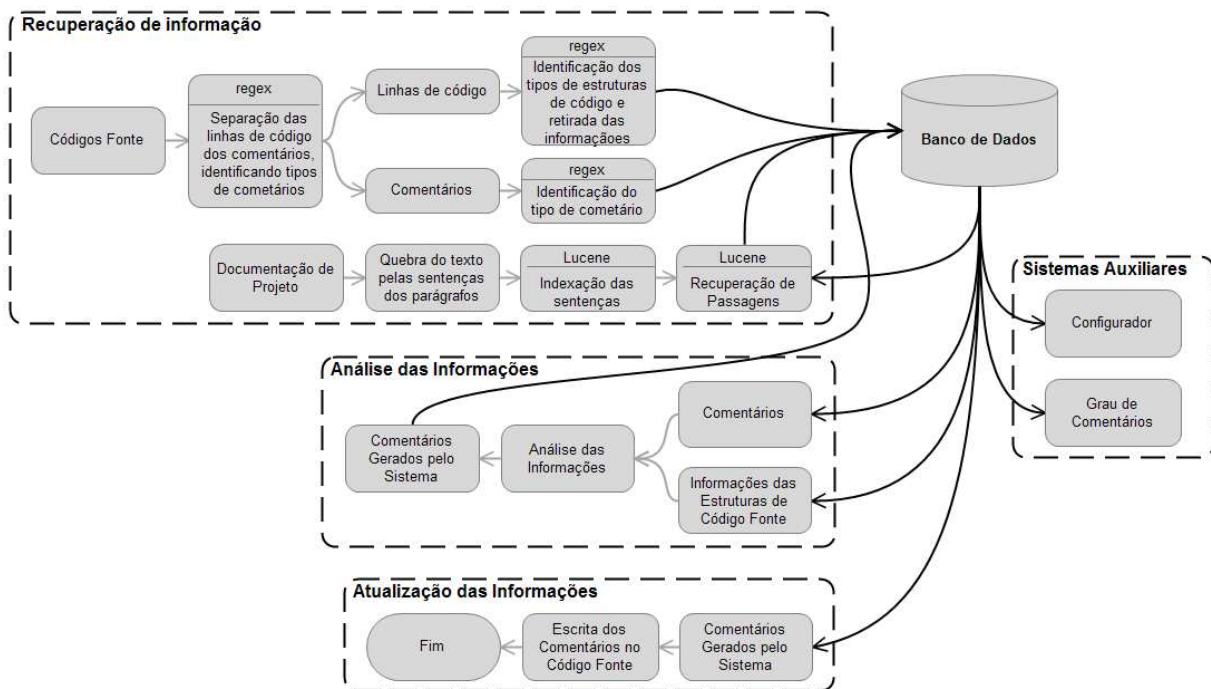 Recuperação de informação
Códigos Fonte
regex
Separação das
linhas de código
dos comentários,
identificando tipos
de cometários
Linhas de código
regex
Identificação dos
tipos de estruturas
de código e
retirada das
informaçãoes
Comentários
regex
Identificação do
tipo de cometário
Documentação de
Projeto
Quebra do texto
pelas sentenças
dos parágrafos
Lucene
Indexação das
sentenças
Lucene
Recuperação de
Passagens
Banco de Dados
Sistemas Auxiliares
Configurador
Grau de
Comentários
Análise das Informações
Comentários
Gerados pelo
Sistema
Análise das
Informações
Comentários
Informações das
Estruturas de
Código Fonte
Atualização das Informações
Fim
Escrita dos
Comentários no
Código Fonte
Comentários
Gerados pelo
Sistema